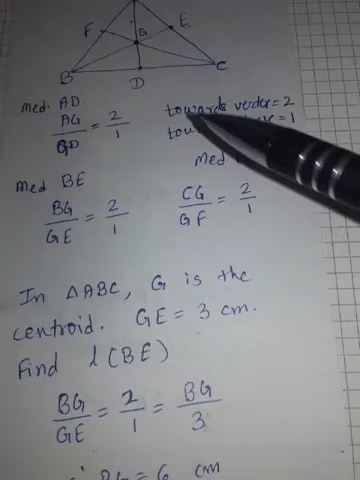 F
E
G
B
D
C
Med. AD.
AG/GD = 2/1
towards vertex = 2
= 1
Med
Med BE
BG/GE = 2/1
CG/GF = 2/1
In △ABC, G is the
centroid. GE = 3 cm.
Find l(BE)
BG/GE = 2/1 = BG/3
BG = 6 cm